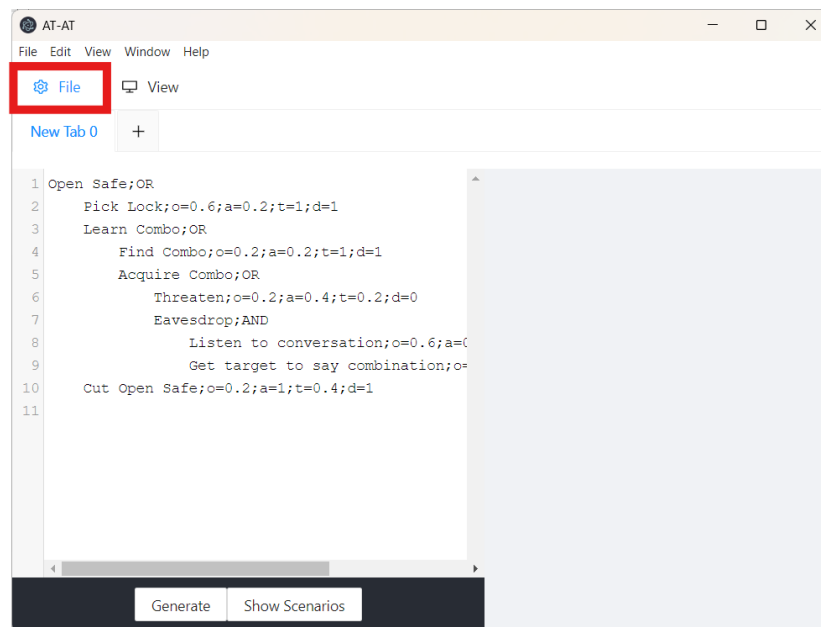 AT-AT
File Edit View Window Help
File View
New Tab 0 +
1 Open Safe;OR
2 Pick Lock;o=0.6;a=0.2;t=1;d=1
3 Learn Combo;OR
4 Find Combo;o=0.2;a=0.2;t=1;d=1
5 Acquire Combo;OR
6 Threaten;o=0.2;a=0.4;t=0.2;d=0
7 Eavesdrop;AND
8 Listen to conversation;o=0.6;a=0
9 Get target to say combination;o=
10 Cut Open Safe;o=0.2;a=1;t=0.4;d=1
11
Generate Show Scenarios